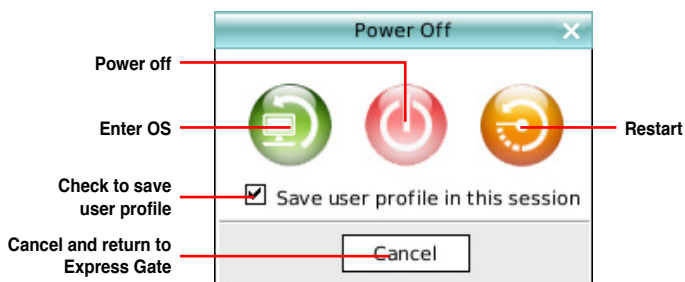 Power Off
Power off
Enter OS
Restart
Check to save
user profile
Save user profile in this session
Cancel and return to
Express Gate
Cancel